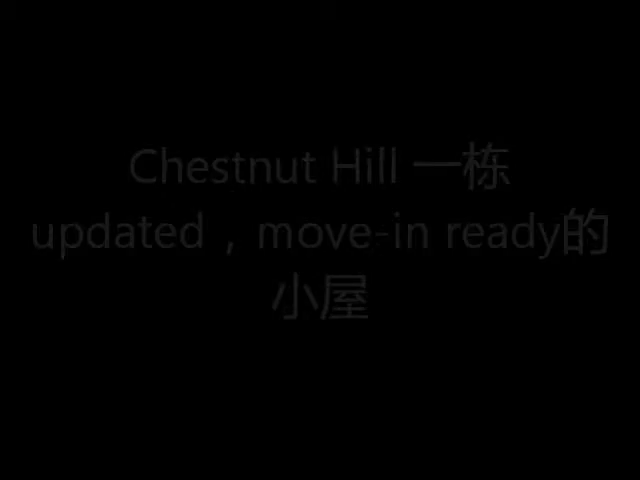 Chestnut Hill 一栋
updated，move-in ready的
小屋